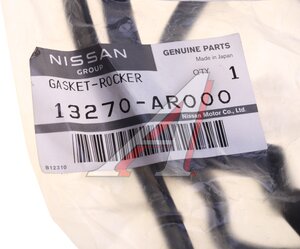 NISSAN
GROUP
GENUINE PARTS
Made in Japan
GASKET-ROCKER
QTY. 1
13270-AR000
Nissan Motor Co., Ltd.
B12310